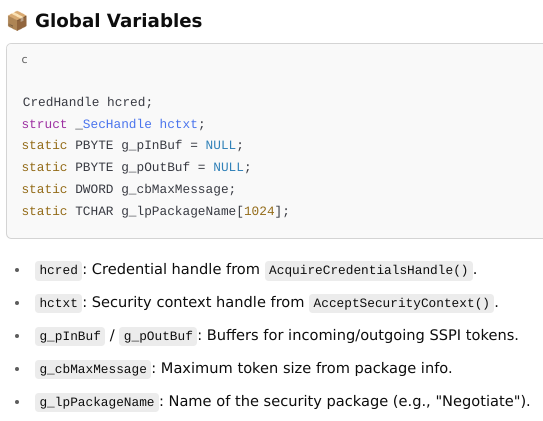 📦 Global Variables
c
CredHandle hcred;
struct _SecHandle hctxt;
static PBYTE g_pInBuf = NULL;
static PBYTE g_pOutBuf = NULL;
static DWORD g_cbMaxMessage;
static TCHAR g_lpPackageName[1024];
• hcred: Credential handle from AcquireCredentialsHandle().
• hctxt: Security context handle from AcceptSecurityContext().
• g_pInBuf / g_pOutBuf: Buffers for incoming/outgoing SSPI tokens.
• g_cbMaxMessage: Maximum token size from package info.
• g_lpPackageName: Name of the security package (e.g., "Negotiate").